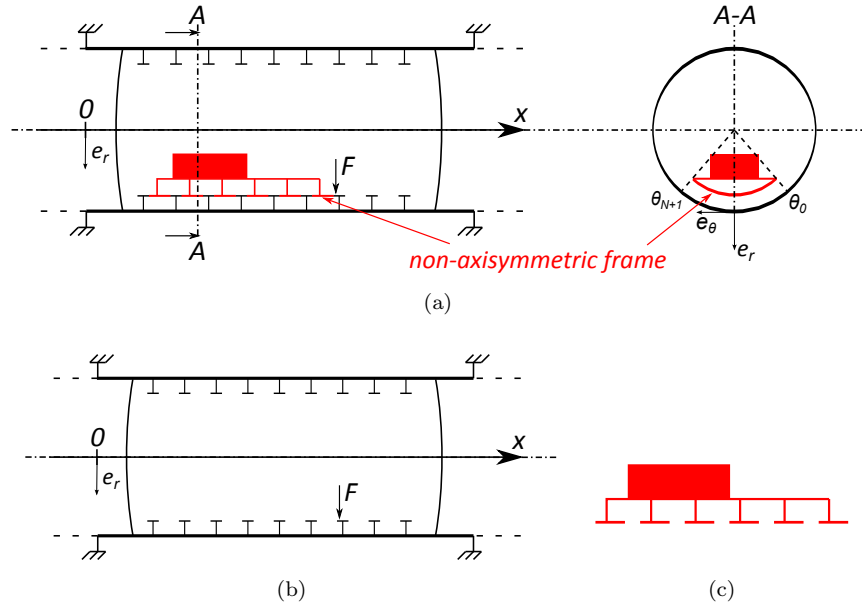 A
A-A
0
x
e_r
F
θ_{N+1}
θ_0
e_θ
e_r
A
non-axisymmetric frame
(a)
0
x
e_r
F
(b)
(c)